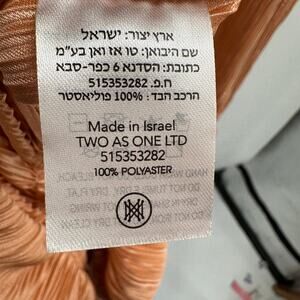 ארץ יצור: ישראל
שם היבואן: טו אז ואן בע"מ
כתובת: הסדנא 6 כפר-סבא
ח.פ. 515353282
הרכב הבד: 100% פוליאסטר
Made in Israel
TWO AS ONE LTD
515353282
100% POLYASTER